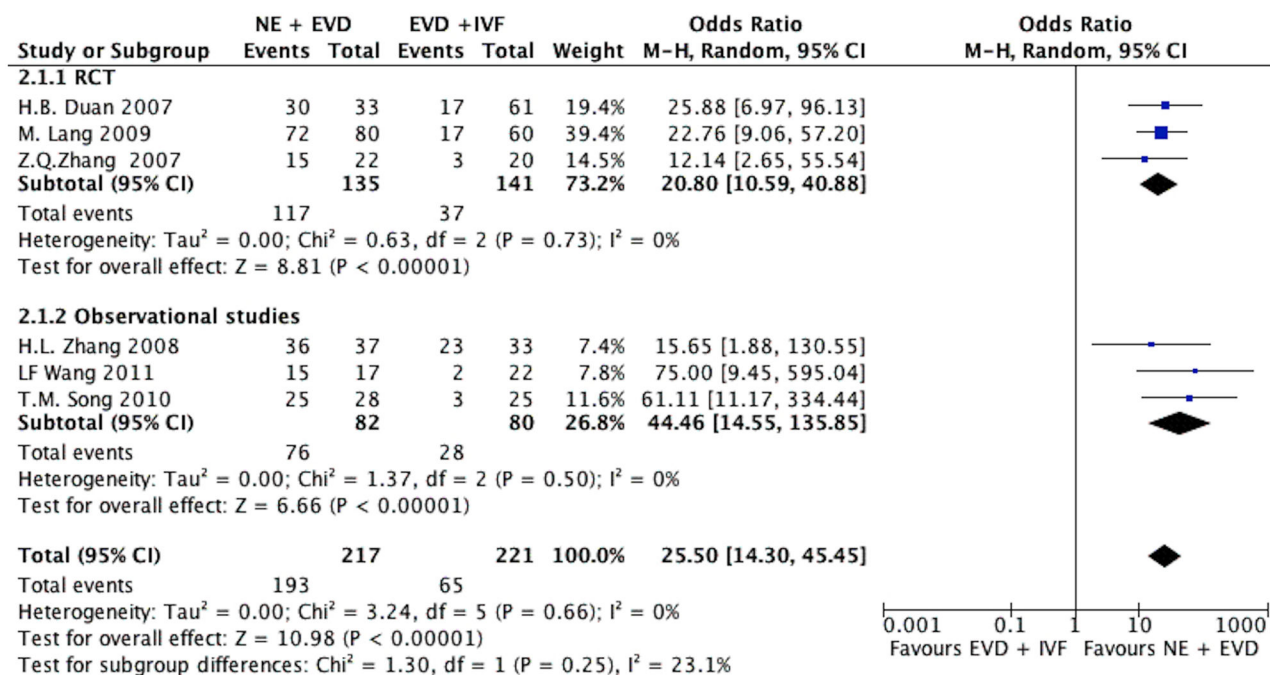 NE + EVD EVD +IVF Odds Ratio Odds Ratio
Study or Subgroup Events Total Events Total Weight M-H, Random, 95% CI M-H, Random, 95% CI
2.1.1 RCT
H.B. Duan 2007 30 33 17 61 19.4% 25.88 [6.97, 96.13]
M. Lang 2009 72 80 17 60 39.4% 22.76 [9.06, 57.20]
Z.Q.Zhang 2007 15 22 3 20 14.5% 12.14 [2.65, 55.54]
Subtotal (95% CI) 135 141 73.2% 20.80 [10.59, 40.88]
Total events 117 37
Heterogeneity: Tau² = 0.00; Chi² = 0.63, df = 2 (P = 0.73); I² = 0%
Test for overall effect: Z = 8.81 (P < 0.00001)
2.1.2 Observational studies
H.L. Zhang 2008 36 37 23 33 7.4% 15.65 [1.88, 130.55]
LF Wang 2011 15 17 2 22 7.8% 75.00 [9.45, 595.04]
T.M. Song 2010 25 28 3 25 11.6% 61.11 [11.17, 334.44]
Subtotal (95% CI) 82 80 26.8% 44.46 [14.55, 135.85]
Total events 76 28
Heterogeneity: Tau² = 0.00; Chi² = 1.37, df = 2 (P = 0.50); I² = 0%
Test for overall effect: Z = 6.66 (P < 0.00001)
Total (95% CI) 217 221 100.0% 25.50 [14.30, 45.45]
Total events 193 65
Heterogeneity: Tau² = 0.00; Chi² = 3.24, df = 5 (P = 0.66); I² = 0%
Test for overall effect: Z = 10.98 (P < 0.00001)
Test for subgroup differences: Chi² = 1.30, df = 1 (P = 0.25), I² = 23.1%
0.001 0.1 1 10 1000
Favours EVD + IVF Favours NE + EVD